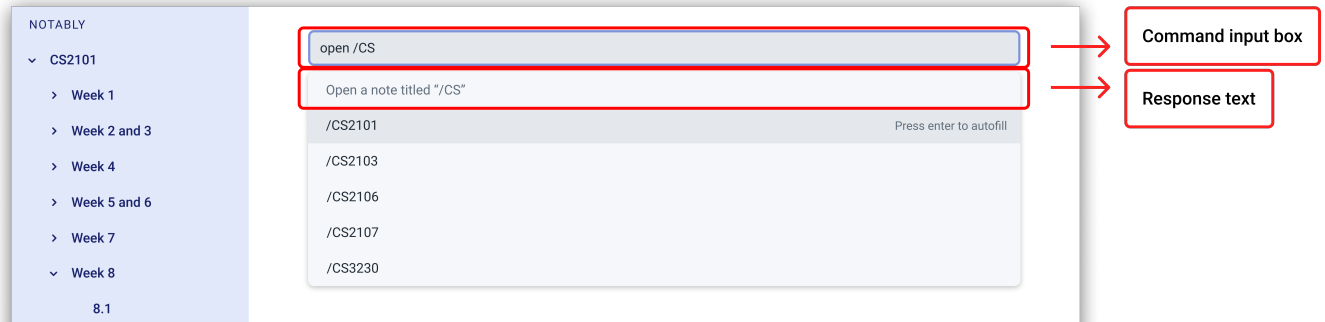 NOTABLY
CS2101
Week 1
Week 2 and 3
Week 4
Week 5 and 6
Week 7
Week 8
8.1
open /CS
Open a note titled “/CS”
/CS2101 Press enter to autofill
/CS2103
/CS2106
/CS2107
/CS3230
Command input box
Response text